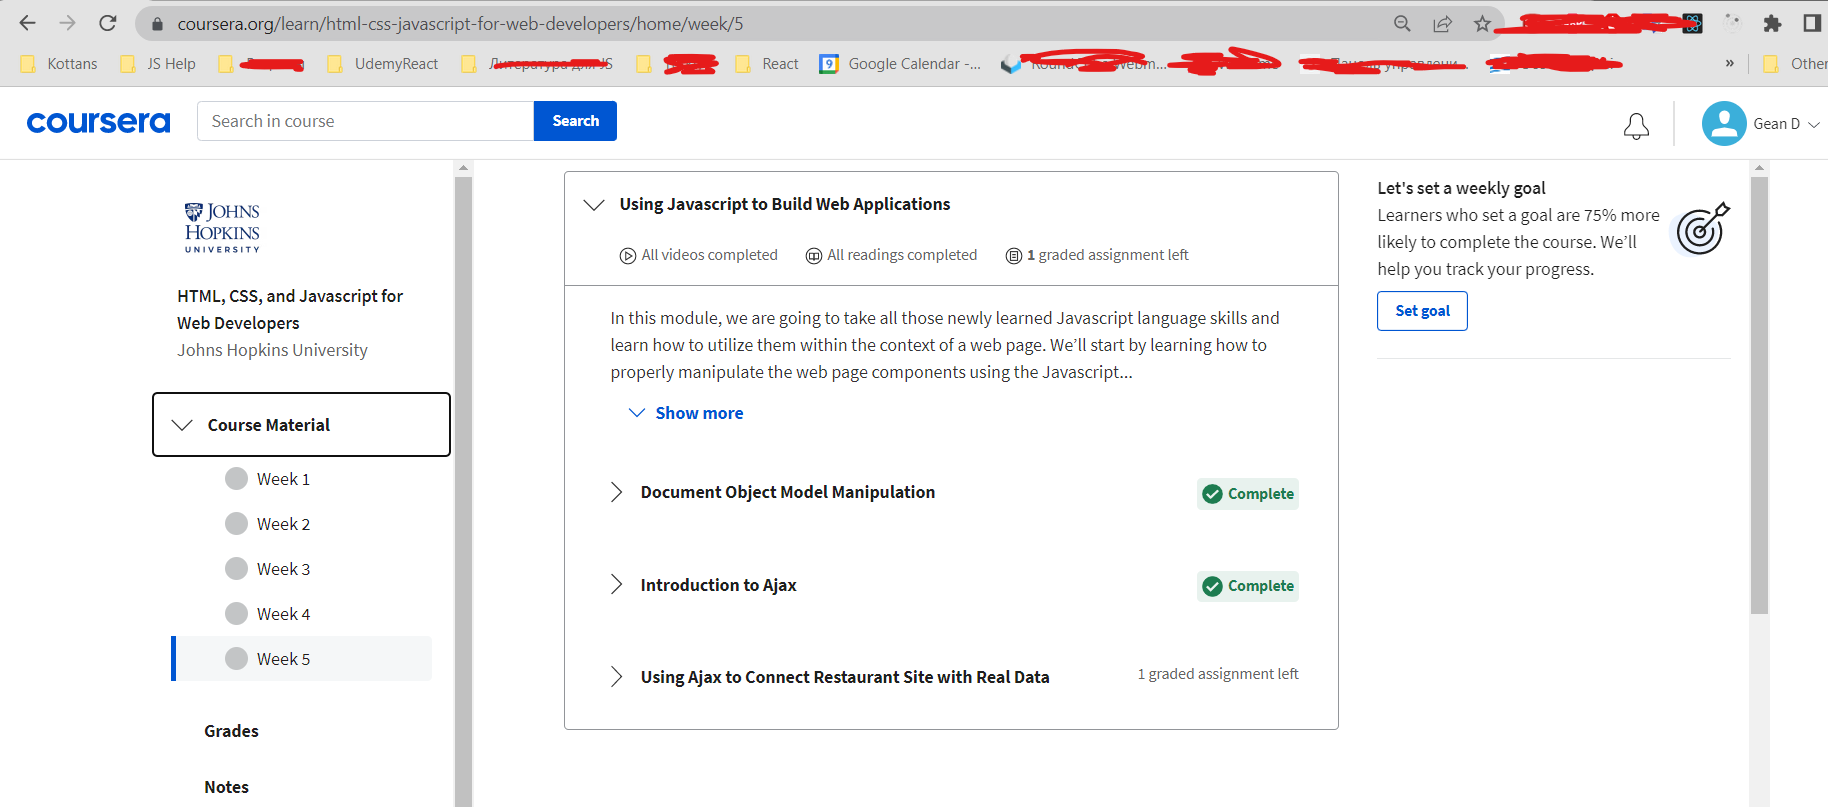 coursera.org/learn/html-css-javascript-for-web-developers/home/week/5
Kottans JS Help UdemyReact React Google Calendar -... » Other
coursera Search in course Search Gean D
JOHNS
HOPKINS
UNIVERSITY
HTML, CSS, and Javascript for
Web Developers
Johns Hopkins University
Course Material
Week 1
Week 2
Week 3
Week 4
Week 5
Grades
Notes
Using Javascript to Build Web Applications
All videos completed All readings completed 1 graded assignment left
In this module, we are going to take all those newly learned Javascript language skills and
learn how to utilize them within the context of a web page. We’ll start by learning how to
properly manipulate the web page components using the Javascript...
Show more
Document Object Model Manipulation Complete
Introduction to Ajax Complete
Using Ajax to Connect Restaurant Site with Real Data 1 graded assignment left
Let's set a weekly goal
Learners who set a goal are 75% more
likely to complete the course. We’ll
help you track your progress.
Set goal